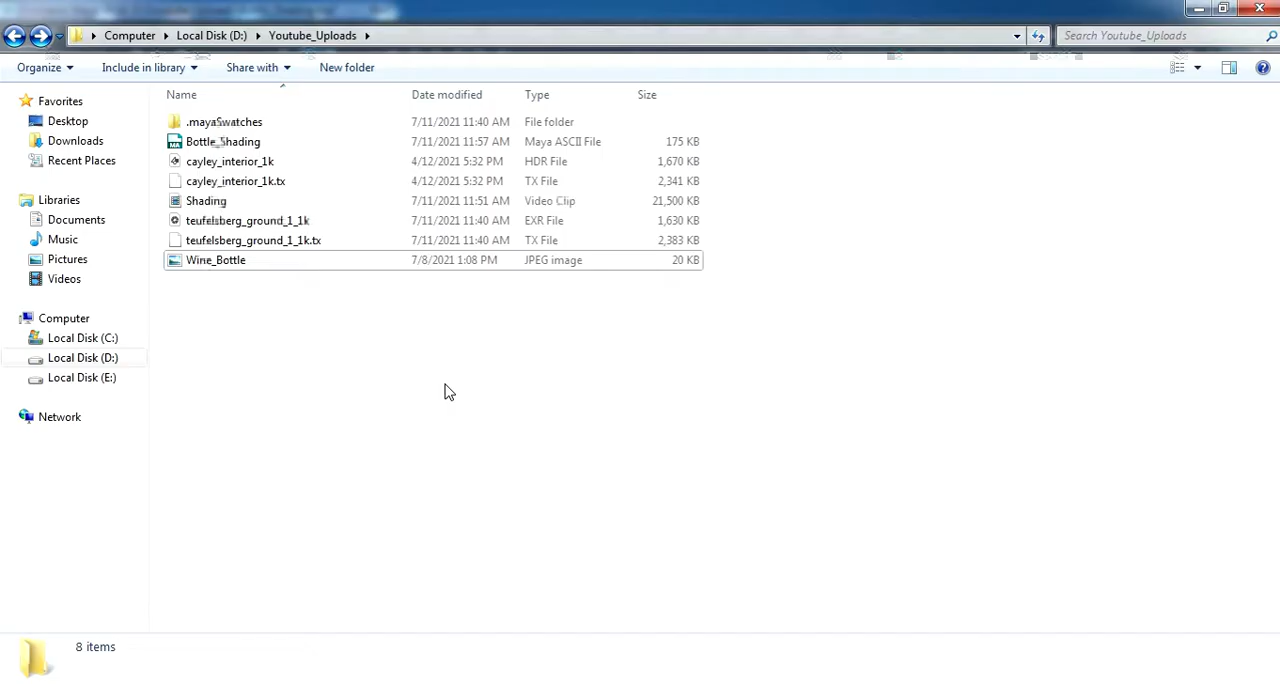 Computer Local Disk (D:) Youtube_Uploads Search Youtube_Uploads
Organize Include in library Share with New folder
Name Date modified Type Size
Favorites
Desktop
Downloads
Recent Places
Libraries
Documents
Music
Pictures
Videos
Computer
Local Disk (C:)
Local Disk (D:)
Local Disk (E:)
Network
.mayaSwatches 7/11/2021 11:40 AM File folder
Bottle_Shading 7/11/2021 11:57 AM Maya ASCII File 175 KB
cayley_interior_1k 4/12/2021 5:32 PM HDR File 1,670 KB
cayley_interior_1k.tx 4/12/2021 5:32 PM TX File 2,341 KB
Shading 7/11/2021 11:51 AM Video Clip 21,500 KB
teufelsberg_ground_1_1k 7/11/2021 11:40 AM EXR File 1,630 KB
teufelsberg_ground_1_1k.tx 7/11/2021 11:40 AM TX File 2,383 KB
Wine_Bottle 7/8/2021 1:08 PM JPEG image 20 KB
8 items